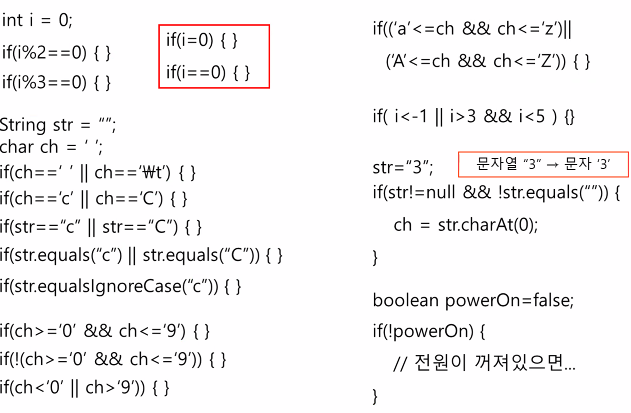 int i = 0;
if(i%2==0) { }
if(i%3==0) { }
if(i=0) { }
if(i==0) { }
String str = “”;
char ch = ‘ ’;
if(ch==‘ ’ || ch==‘₩t’) { }
if(ch==‘c’ || ch==‘C’) { }
if(str==“c” || str==“C”) { }
if(str.equals(“c”) || str.equals(“C”)) { }
if(str.equalsIgnoreCase(“c”)) { }
if(ch>=‘0’ && ch<=‘9’) { }
if(!(ch>=‘0’ && ch<=‘9’)) { }
if(ch<‘0’ || ch>‘9’)) { }
if((‘a’<=ch && ch<=‘z’)||
(‘A’<=ch && ch<=‘Z’)) { }
if( i<-1 || i>3 && i<5 ) {}
str=“3”;
문자열 “3” → 문자 ‘3’
if(str!=null && !str.equals(“”)) {
ch = str.charAt(0);
}
boolean powerOn=false;
if(!powerOn) {
// 전원이 꺼져있으면...
}